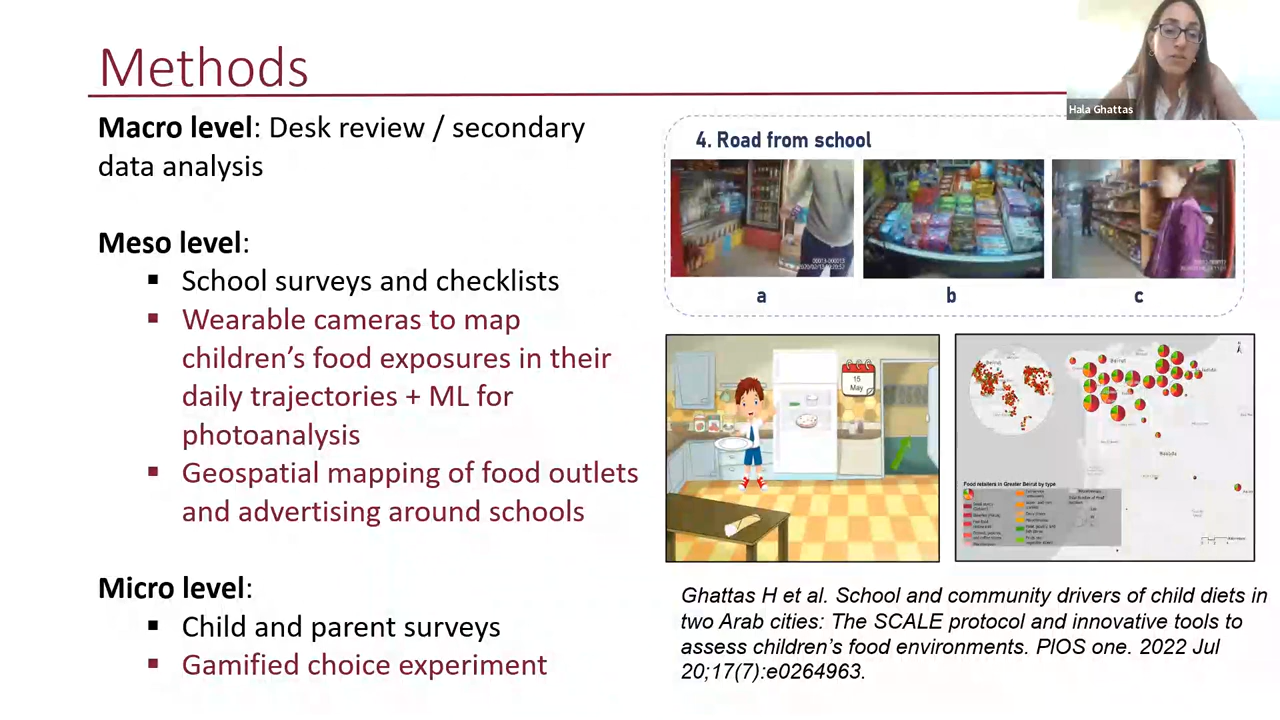 Methods
Hala Ghattas
Macro level: Desk review / secondary
data analysis
Meso level:
▪ School surveys and checklists
▪ Wearable cameras to map
children's food exposures in their
daily trajectories + ML for
photoanalysis
▪ Geospatial mapping of food outlets
and advertising around schools
Micro level:
▪ Child and parent surveys
▪ Gamified choice experiment
4. Road from school
a b c
15
May
Beirut
Food retailers in Greater Beirut by type
Ghattas H et al. School and community drivers of child diets in
two Arab cities: The SCALE protocol and innovative tools to
assess children's food environments. PlOS one. 2022 Jul
20;17(7):e0264963.